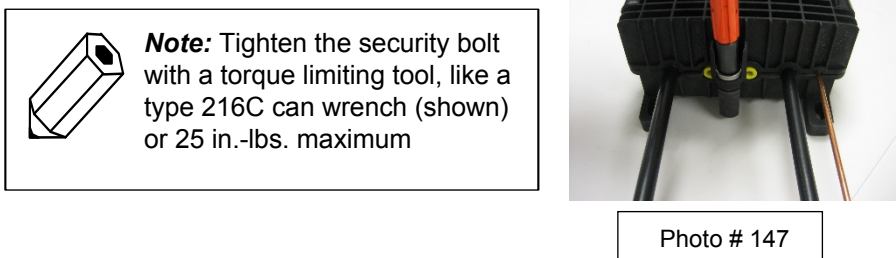 Note: Tighten the security bolt
with a torque limiting tool, like a
type 216C can wrench (shown)
or 25 in.-lbs. maximum
Photo # 147